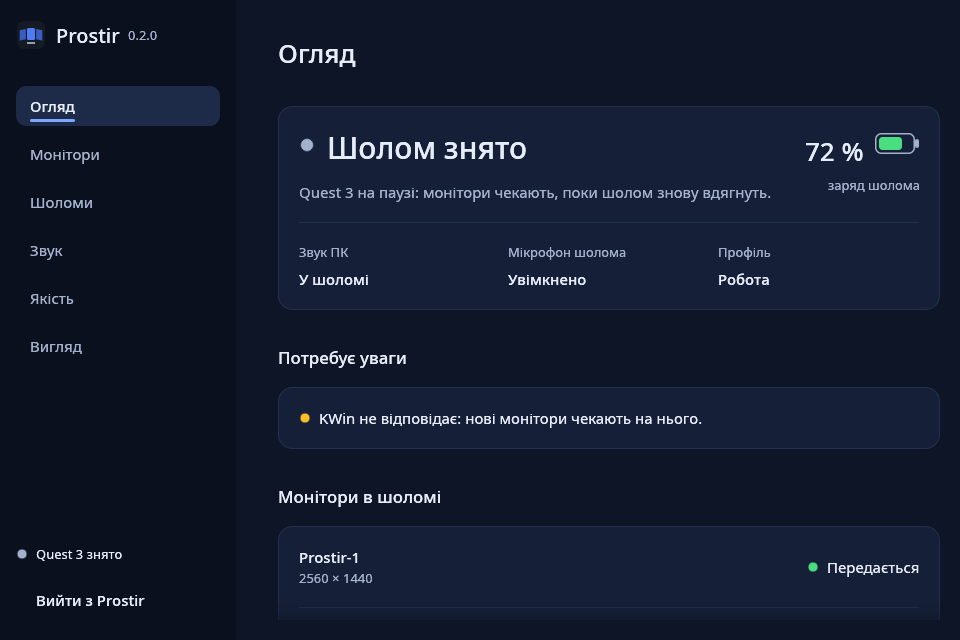 Prostir 0.2.0
Огляд
Монітори
Шоломи
Звук
Якість
Вигляд
Quest 3 знято
Вийти з Prostir
Огляд
Шолом знято
72 %
заряд шолома
Quest 3 на паузі: монітори чекають, поки шолом знову вдягнуть.
Звук ПК
У шоломі
Мікрофон шолома
Увімкнено
Профіль
Робота
Потребує уваги
KWin не відповідає: нові монітори чекають на нього.
Монітори в шоломі
Prostir-1
2560 × 1440
Передається